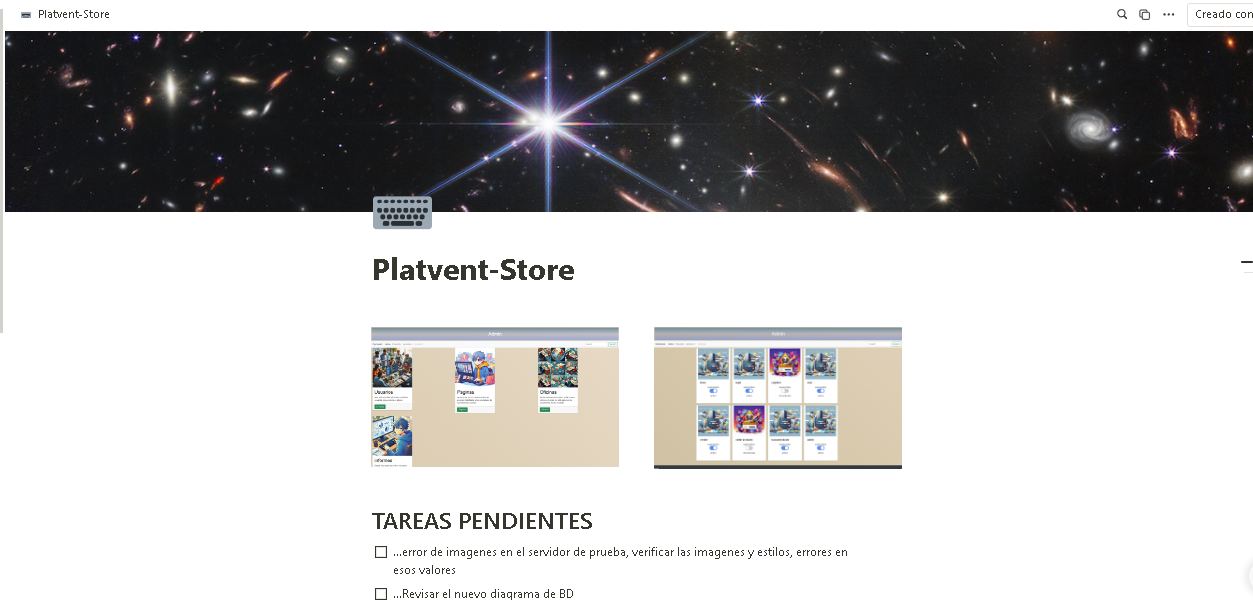 Platvent-Store
Creado con
Platvent-Store
Admin
Usuarios
Paginas
Oficinas
Informes
Admin
TAREAS PENDIENTES
...error de imagenes en el servidor de prueba, verificar las imagenes y estilos, errores en
esos valores
...Revisar el nuevo diagrama de BD